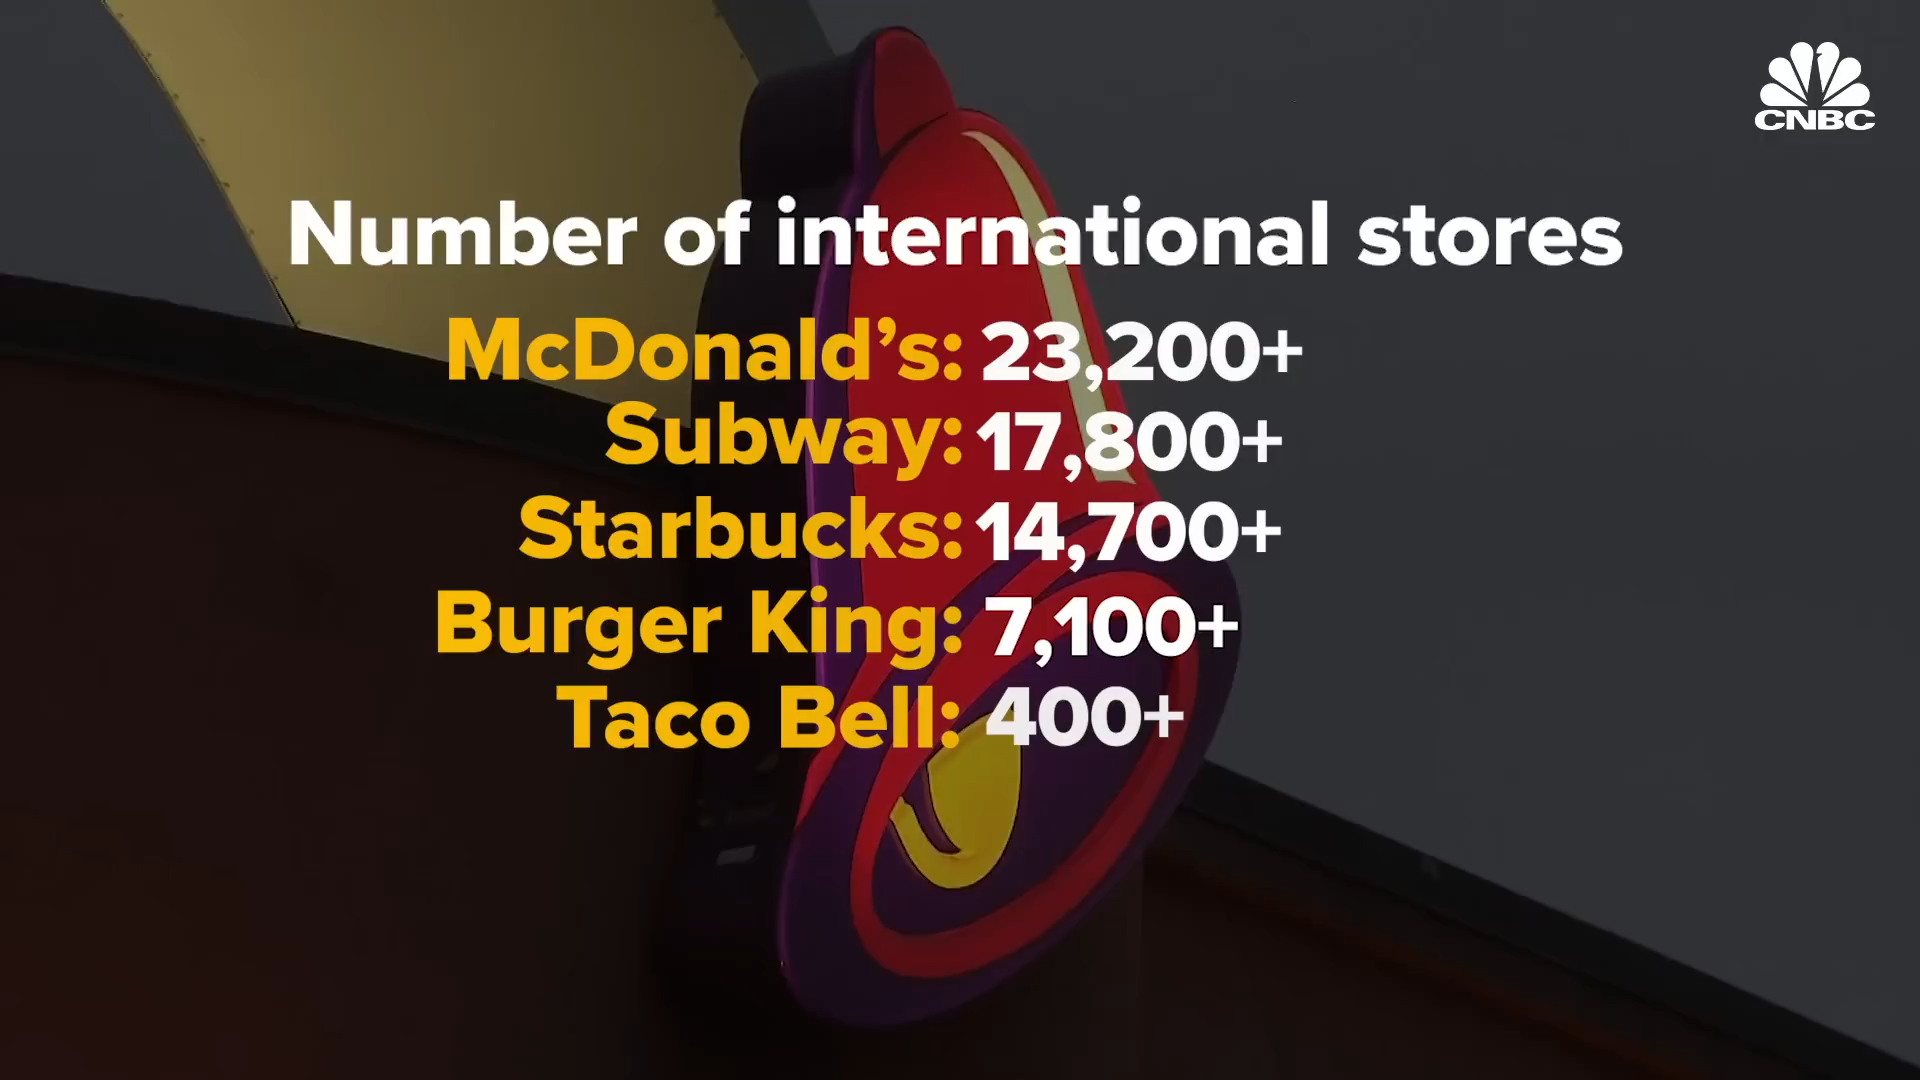 CNBC
Number of international stores
McDonald’s: 23,200+
Subway: 17,800+
Starbucks: 14,700+
Burger King: 7,100+
Taco Bell: 400+